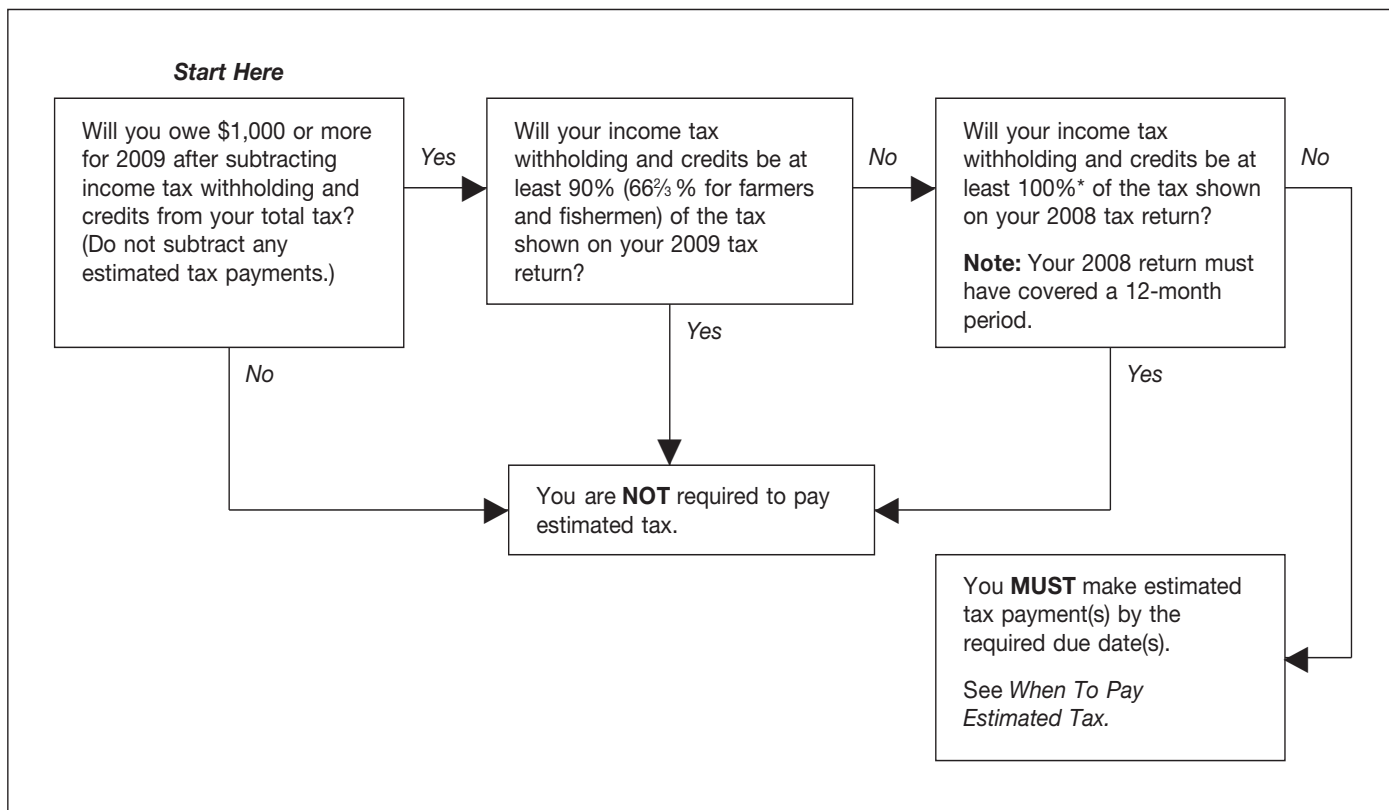 Start Here
Will you owe $1,000 or more
for 2009 after subtracting
income tax withholding and
credits from your total tax?
(Do not subtract any
estimated tax payments.)
Yes
No
Will your income tax
withholding and credits be at
least 90% (66⅔ % for farmers
and fishermen) of the tax
shown on your 2009 tax
return?
No
Yes
Will your income tax
withholding and credits be at
least 100%* of the tax shown
on your 2008 tax return?
Note: Your 2008 return must
have covered a 12-month
period.
No
Yes
You are NOT required to pay
estimated tax.
You MUST make estimated
tax payment(s) by the
required due date(s).
See When To Pay
Estimated Tax.